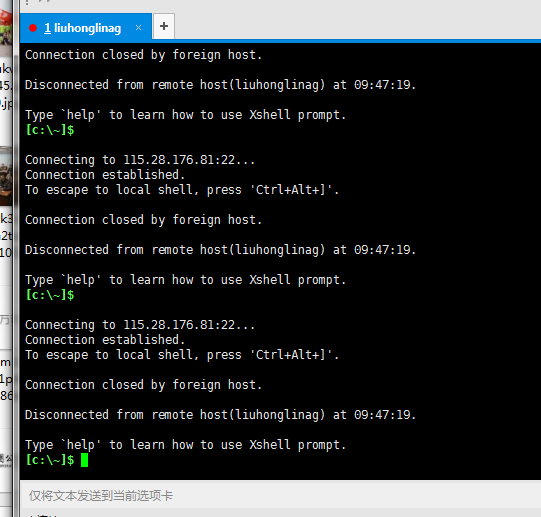 1 liuhonglinag × +
Connection closed by foreign host.
Disconnected from remote host(liuhonglinag) at 09:47:19.
Type `help' to learn how to use Xshell prompt.
[c:\~]$
Connecting to 115.28.176.81:22...
Connection established.
To escape to local shell, press 'Ctrl+Alt+]'.
Connection closed by foreign host.
Disconnected from remote host(liuhonglinag) at 09:47:19.
Type `help' to learn how to use Xshell prompt.
[c:\~]$
Connecting to 115.28.176.81:22...
Connection established.
To escape to local shell, press 'Ctrl+Alt+]'.
Connection closed by foreign host.
Disconnected from remote host(liuhonglinag) at 09:47:19.
Type `help' to learn how to use Xshell prompt.
[c:\~]$
仅将文本发送到当前选项卡